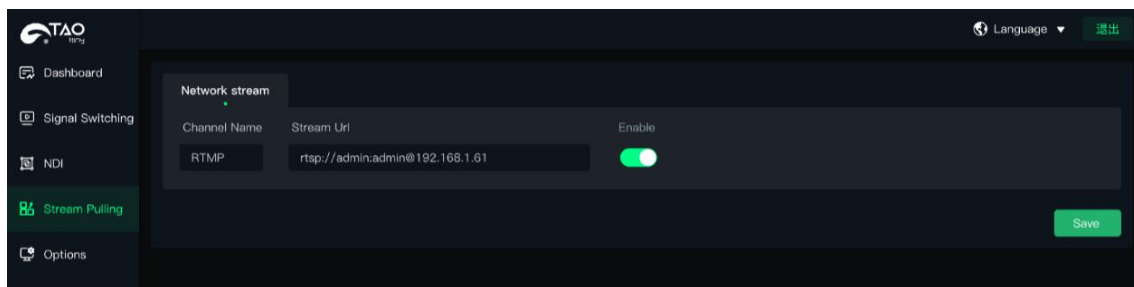 TAO
tiny
Language
退出
Dashboard
Signal Switching
NDI
Stream Pulling
Options
Network stream
Channel Name Stream Url Enable
RTMP rtsp://admin:admin@192.168.1.61
Save